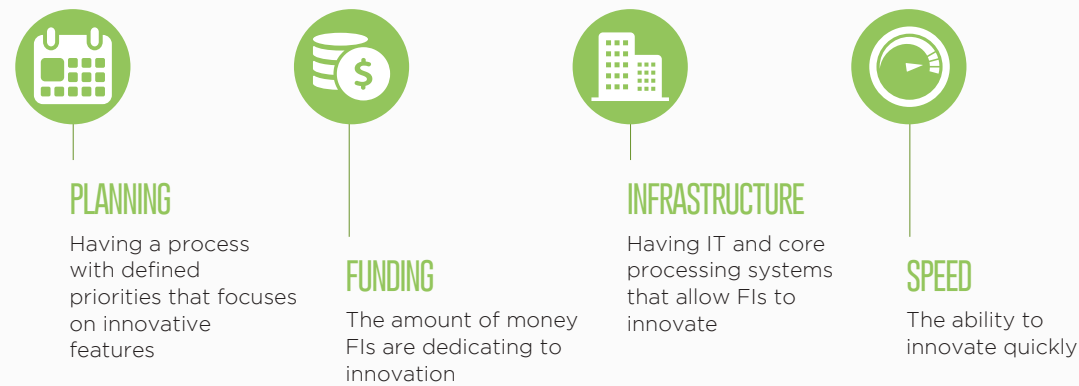 PLANNING
Having a process
with defined
priorities that focuses
on innovative
features
FUNDING
The amount of money
FIs are dedicating to
innovation
INFRASTRUCTURE
Having IT and core
processing systems
that allow FIs to
innovate
SPEED
The ability to
innovate quickly
$